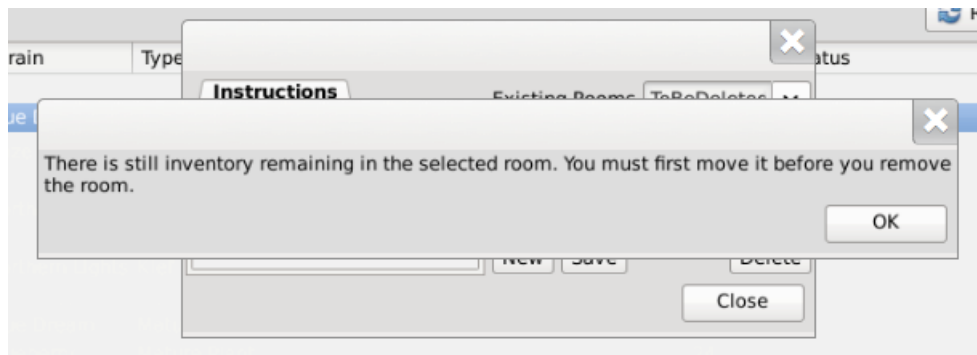 rain
Type
atus
Instructions
Existing Rooms
ToBeDeletes
There is still inventory remaining in the selected room. You must first move it before you remove
the room.
OK
New
Save
Delete
Close